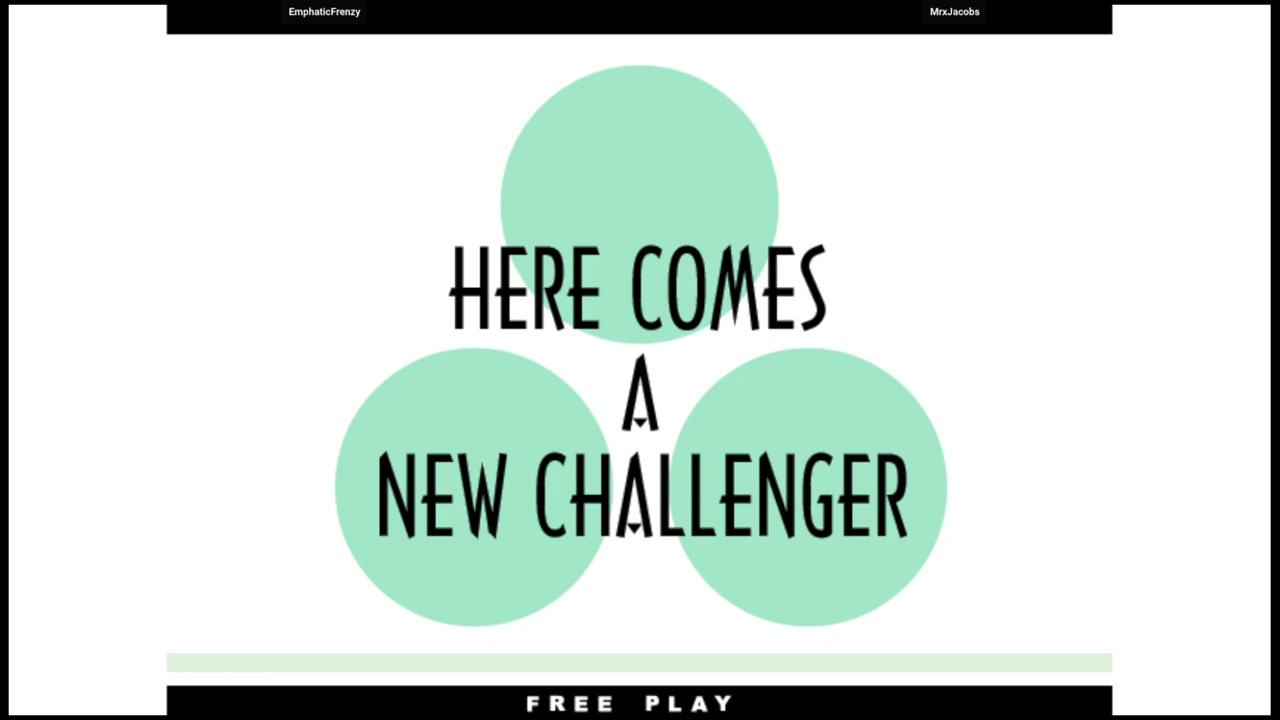 EmphaticFrenzy
MrxJacobs
HERE COMES
A
NEW CHALLENGER
FREE PLAY